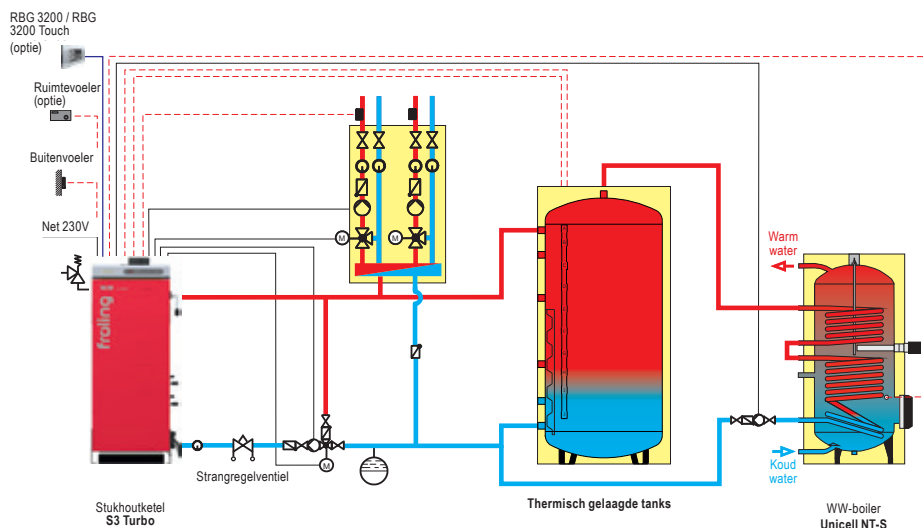 RBG 3200 / RBG
3200 Touch
(optie)
Ruimtevoeler
(optie)
Buitenvoeler
Net 230V
M
M
froling
Warm
water
Strangregelventiel
M
Koud
water
Stukhoutketel
S3 Turbo
Thermisch gelaagde tanks
WW-boiler
Unicell NT-S